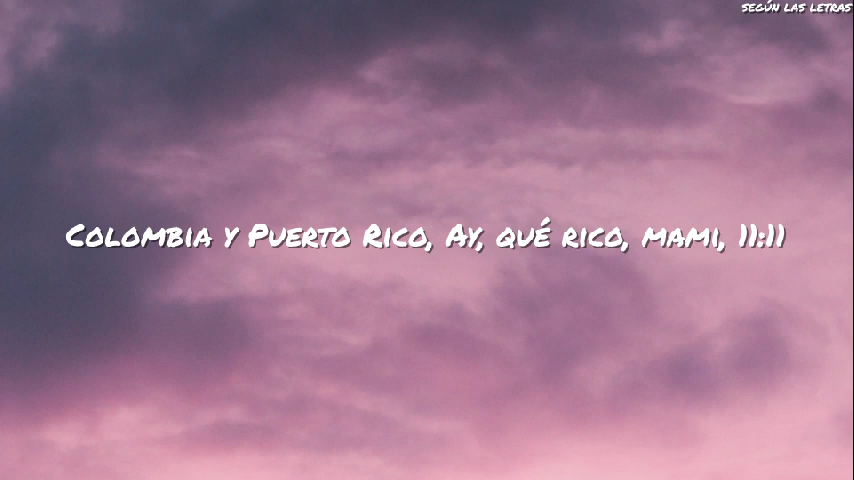 SEGÚN LAS LETRAS
Colombia y Puerto Rico, Ay, qué rico, mami, 11:11